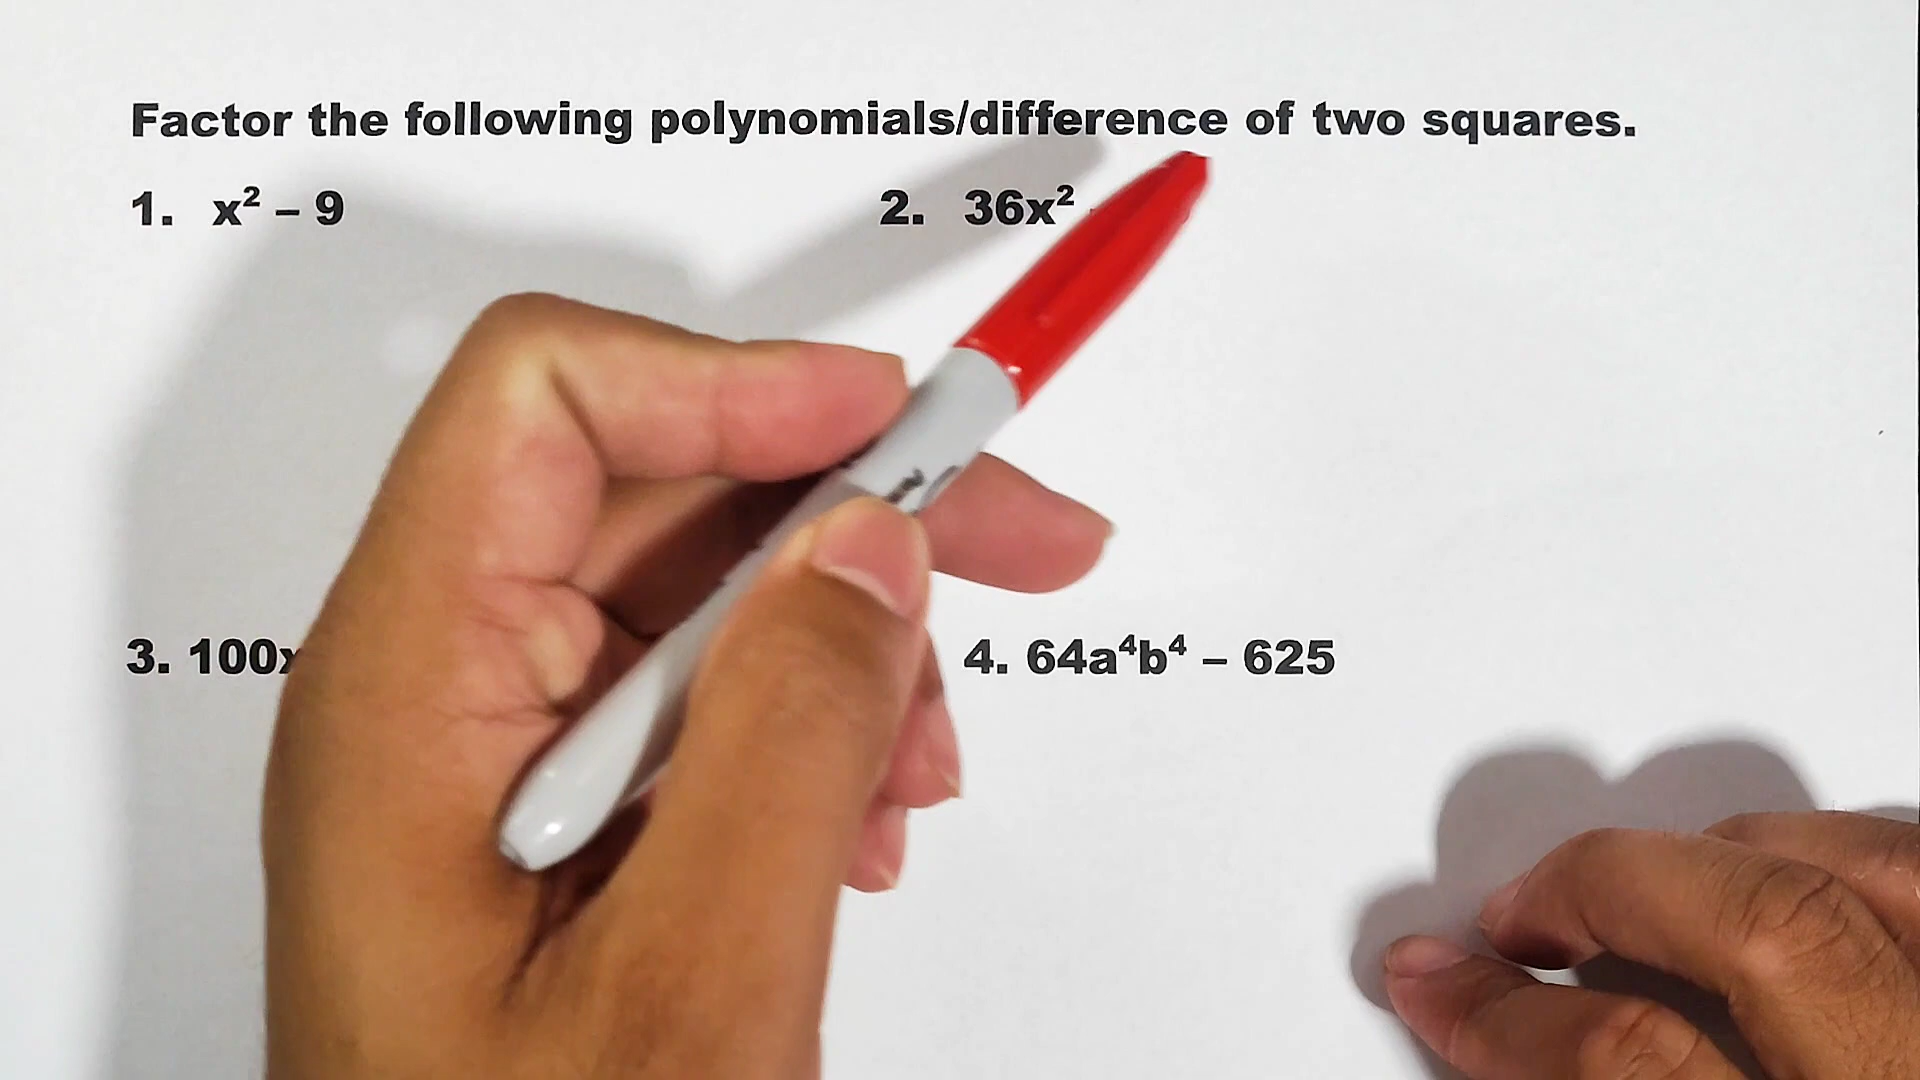 Factor the following polynomials/difference of two squares.
1. x² – 9
2. 36x²
3. 100x
4. 64a⁴b⁴ – 625